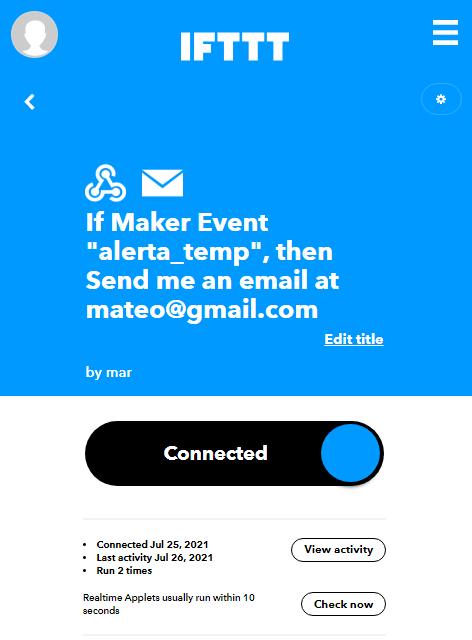 IFTTT
If Maker Event
"alerta_temp", then
Send me an email at
mateo@gmail.com
Edit title
by mar
Connected
• Connected Jul 25, 2021
• Last activity Jul 26, 2021
• Run 2 times
View activity
Realtime Applets usually run within 10
seconds
Check now